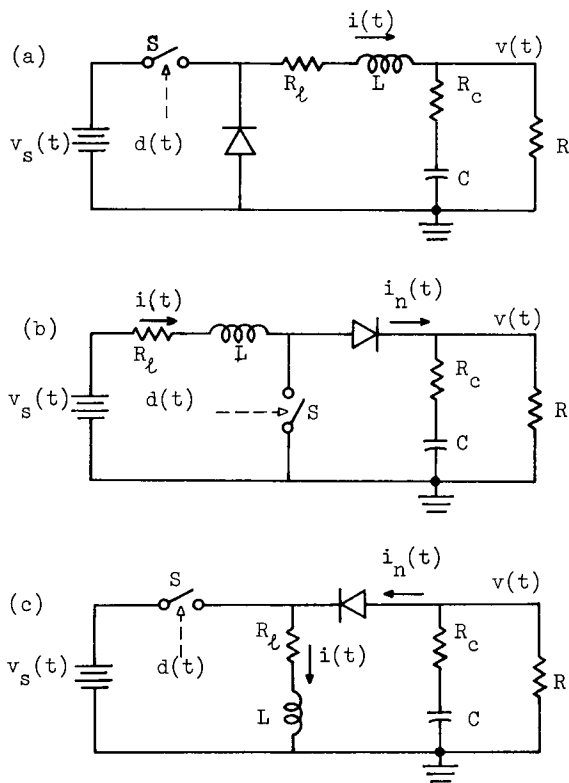 (a)
S
i(t)
v(t)
R_ℓ
L
R_c
v_s(t)
d(t)
C
R
(b)
i(t)
i_n(t)
v(t)
R_ℓ
L
R_c
v_s(t)
d(t)
S
R
C
(c)
S
i_n(t)
v(t)
R_ℓ
i(t)
R_c
v_s(t)
d(t)
L
C
R